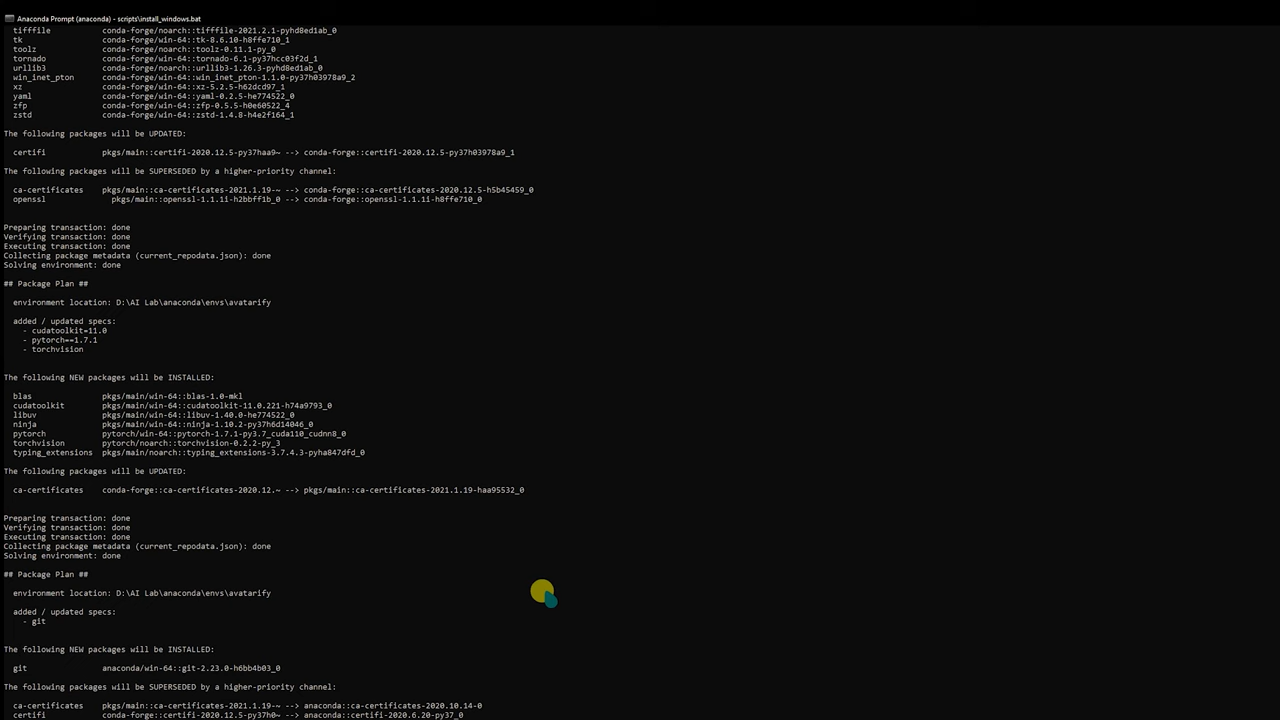 Anaconda Prompt (anaconda) - scripts\install_windows.bat
tifffile conda-forge/noarch::tifffile-2021.2.1-pyhd8ed1ab_0
tk conda-forge/win-64::tk-8.6.10-h8ffe710_1
toolz conda-forge/noarch::toolz-0.11.1-py_0
tornado conda-forge/win-64::tornado-6.1-py37hcc03f2d_1
urllib3 conda-forge/noarch::urllib3-1.26.3-pyhd8ed1ab_0
win_inet_pton conda-forge/win-64::win_inet_pton-1.1.0-py37h03978a9_2
xz conda-forge/win-64::xz-5.2.5-h62dcd97_1
yaml conda-forge/win-64::yaml-0.2.5-he774522_0
zfp conda-forge/win-64::zfp-0.5.5-h0e60522_4
zstd conda-forge/win-64::zstd-1.4.8-h4e2f164_1
The following packages will be UPDATED:
certifi pkgs/main::certifi-2020.12.5-py37haa9~ --> conda-forge::certifi-2020.12.5-py37h03978a9_1
The following packages will be SUPERSEDED by a higher-priority channel:
ca-certificates pkgs/main::ca-certificates-2021.1.19-~ --> conda-forge::ca-certificates-2020.12.5-h5b45459_0
openssl pkgs/main::openssl-1.1.1i-h2bbff1b_0 --> conda-forge::openssl-1.1.1i-h8ffe710_0
Preparing transaction: done
Verifying transaction: done
Executing transaction: done
Collecting package metadata (current_repodata.json): done
Solving environment: done
## Package Plan ##
environment location: D:\AI Lab\anaconda\envs\avatarify
added / updated specs:
- cudatoolkit=11.0
- pytorch==1.7.1
- torchvision
The following NEW packages will be INSTALLED:
blas pkgs/main/win-64::blas-1.0-mkl
cudatoolkit pkgs/main/win-64::cudatoolkit-11.0.221-h74a9793_0
libuv pkgs/main/win-64::libuv-1.40.0-he774522_0
ninja pkgs/main/win-64::ninja-1.10.2-py37h6d14046_0
pytorch pytorch/win-64::pytorch-1.7.1-py3.7_cuda110_cudnn8_0
torchvision pytorch/noarch::torchvision-0.2.2-py_3
typing_extensions pkgs/main/noarch::typing_extensions-3.7.4.3-pyha847dfd_0
The following packages will be UPDATED:
ca-certificates conda-forge::ca-certificates-2020.12.~ --> pkgs/main::ca-certificates-2021.1.19-haa95532_0
Preparing transaction: done
Verifying transaction: done
Executing transaction: done
Collecting package metadata (current_repodata.json): done
Solving environment: done
## Package Plan ##
environment location: D:\AI Lab\anaconda\envs\avatarify
added / updated specs:
- git
The following NEW packages will be INSTALLED:
git anaconda/win-64::git-2.23.0-h6bb4b03_0
The following packages will be SUPERSEDED by a higher-priority channel:
ca-certificates pkgs/main::ca-certificates-2021.1.19-~ --> anaconda::ca-certificates-2020.10.14-0
certifi conda-forge::certifi-2020.12.5-py37h0~ --> anaconda::certifi-2020.6.20-py37_0